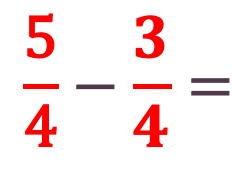 5/4 − 3/4 =